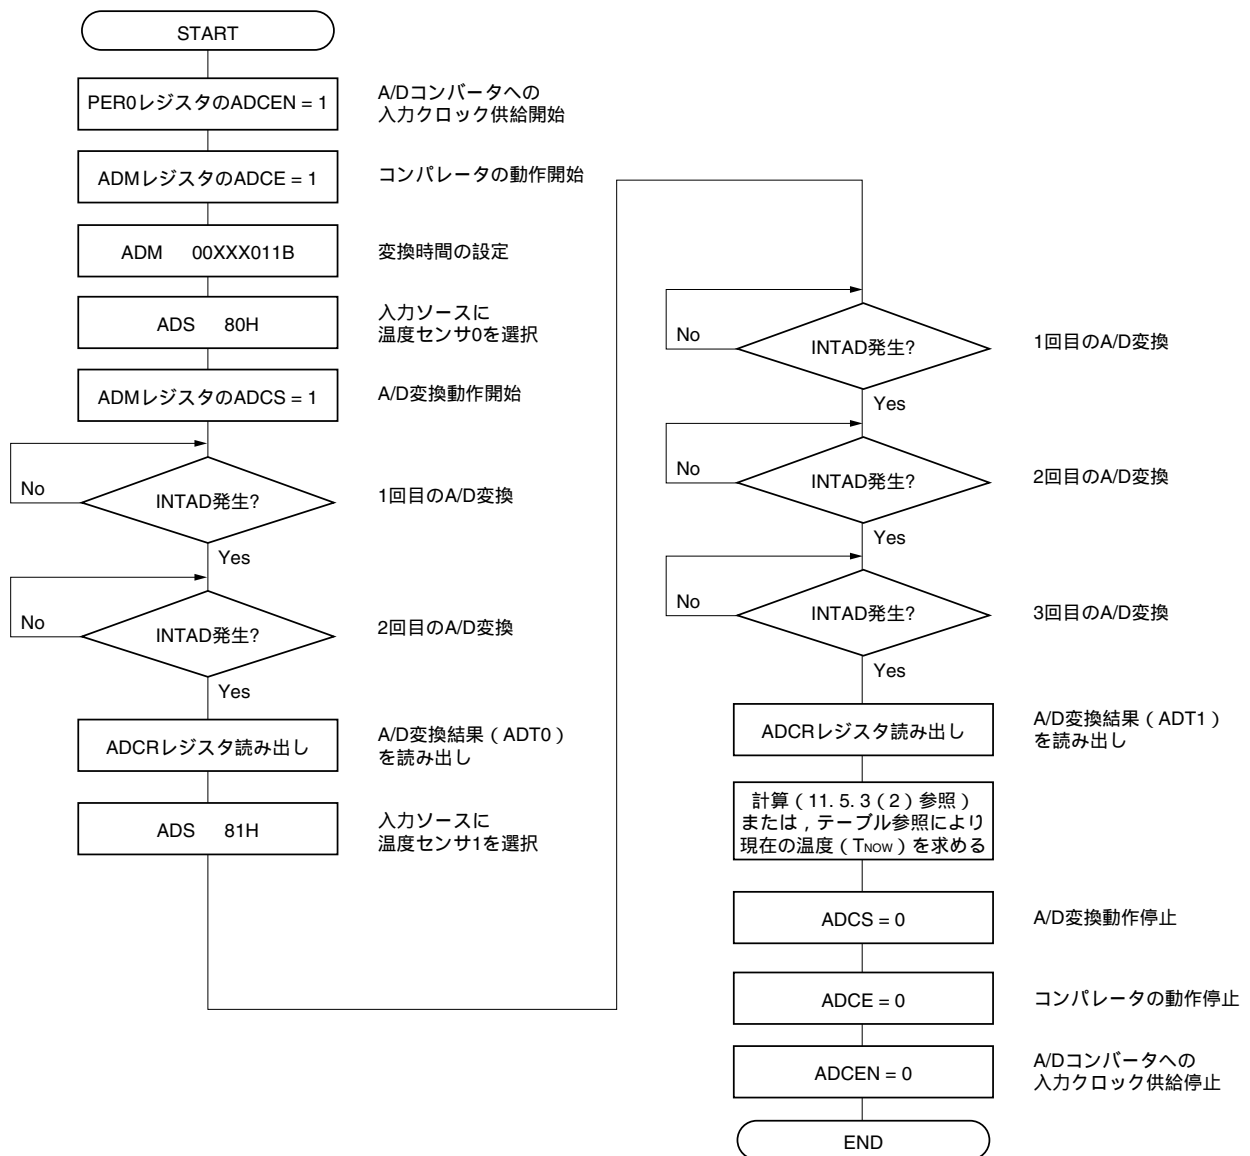 START
PER0レジスタのADCEN = 1
A/Dコンバータへの
入力クロック供給開始
ADMレジスタのADCE = 1
コンパレータの動作開始
ADM 00XXX011B
変換時間の設定
ADS 80H
入力ソースに
温度センサ0を選択
ADMレジスタのADCS = 1
A/D変換動作開始
No
INTAD発生?
1回目のA/D変換
Yes
No
INTAD発生?
2回目のA/D変換
Yes
ADCRレジスタ読み出し
A/D変換結果（ADT0）
を読み出し
ADS 81H
入力ソースに
温度センサ1を選択
No
INTAD発生?
1回目のA/D変換
Yes
No
INTAD発生?
2回目のA/D変換
Yes
No
INTAD発生?
3回目のA/D変換
Yes
ADCRレジスタ読み出し
A/D変換結果（ADT1）
を読み出し
計算（11. 5. 3（2）参照）
または，テーブル参照により
現在の温度（TNOW）を求める
ADCS = 0
A/D変換動作停止
ADCE = 0
コンパレータの動作停止
ADCEN = 0
A/Dコンバータへの
入力クロック供給停止
END